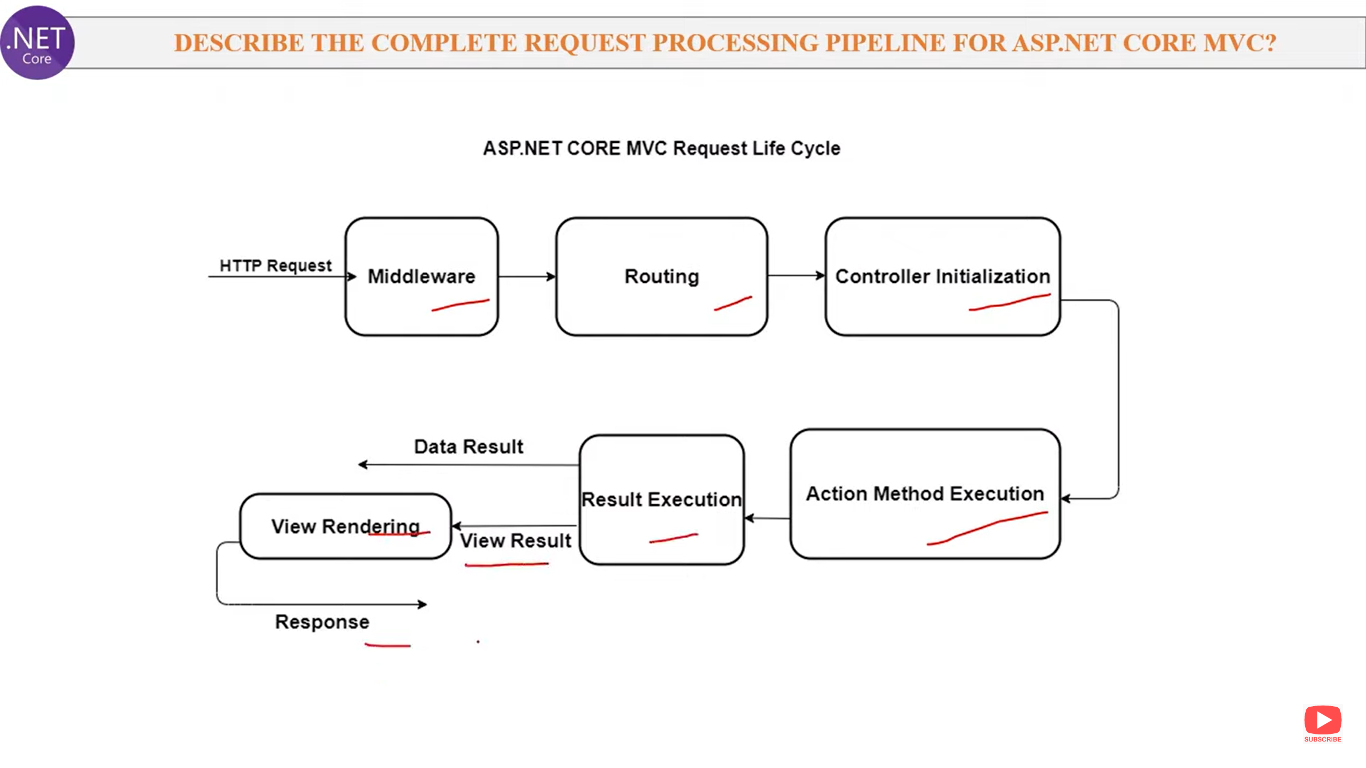 .NET
Core
DESCRIBE THE COMPLETE REQUEST PROCESSING PIPELINE FOR ASP.NET CORE MVC?
ASP.NET CORE MVC Request Life Cycle
HTTP Request
Middleware
Routing
Controller Initialization
Data Result
Result Execution
Action Method Execution
View Rendering
View Result
Response
SUBSCRIBE